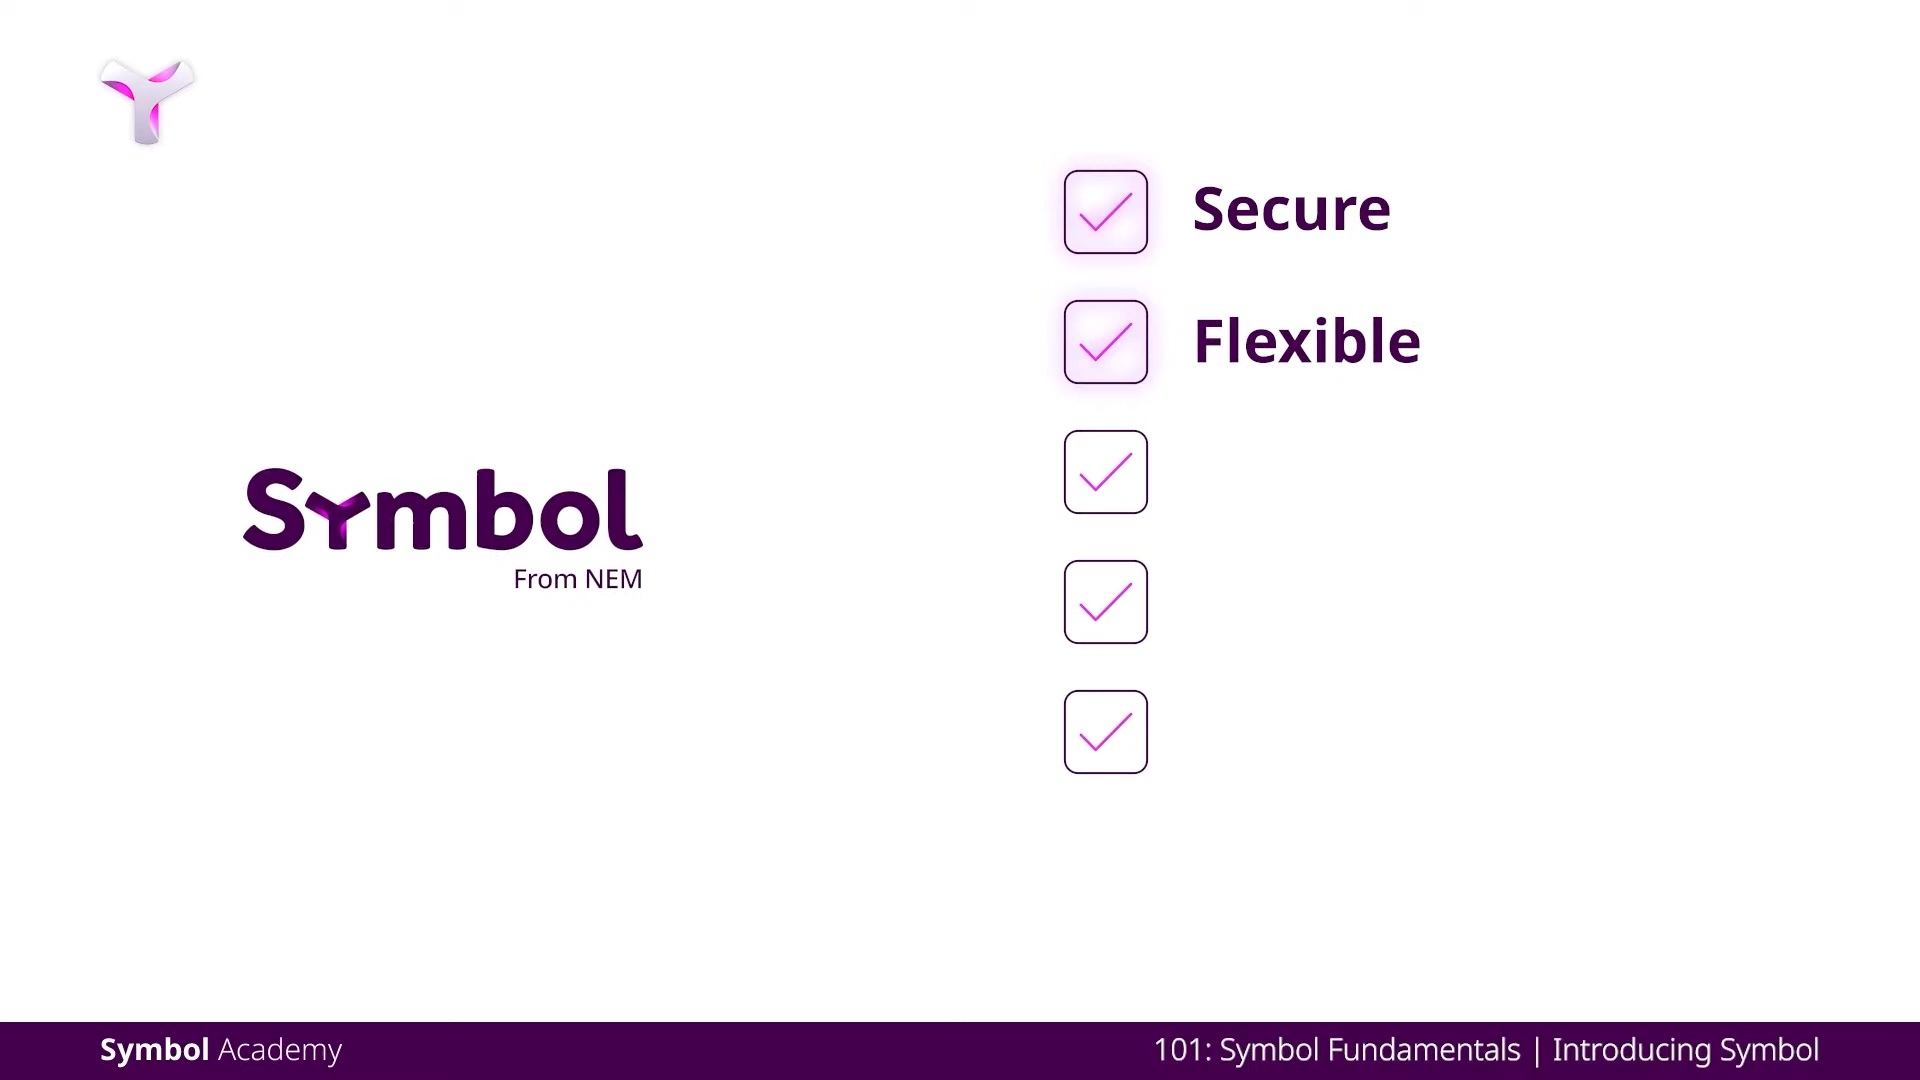 Secure
Flexible
Symbol
From NEM
Symbol Academy
101: Symbol Fundamentals | Introducing Symbol